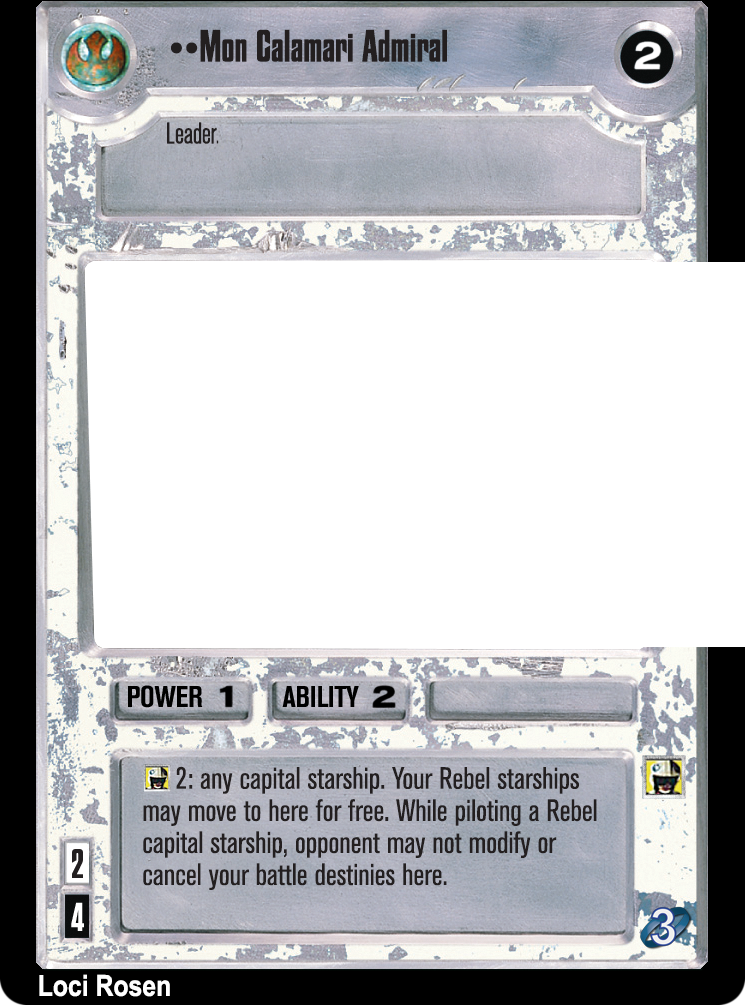 ••Mon Calamari Admiral
2
Leader.
POWER 1
ABILITY 2
2: any capital starship. Your Rebel starships
may move to here for free. While piloting a Rebel
capital starship, opponent may not modify or
cancel your battle destinies here.
2
4
3
Loci Rosen